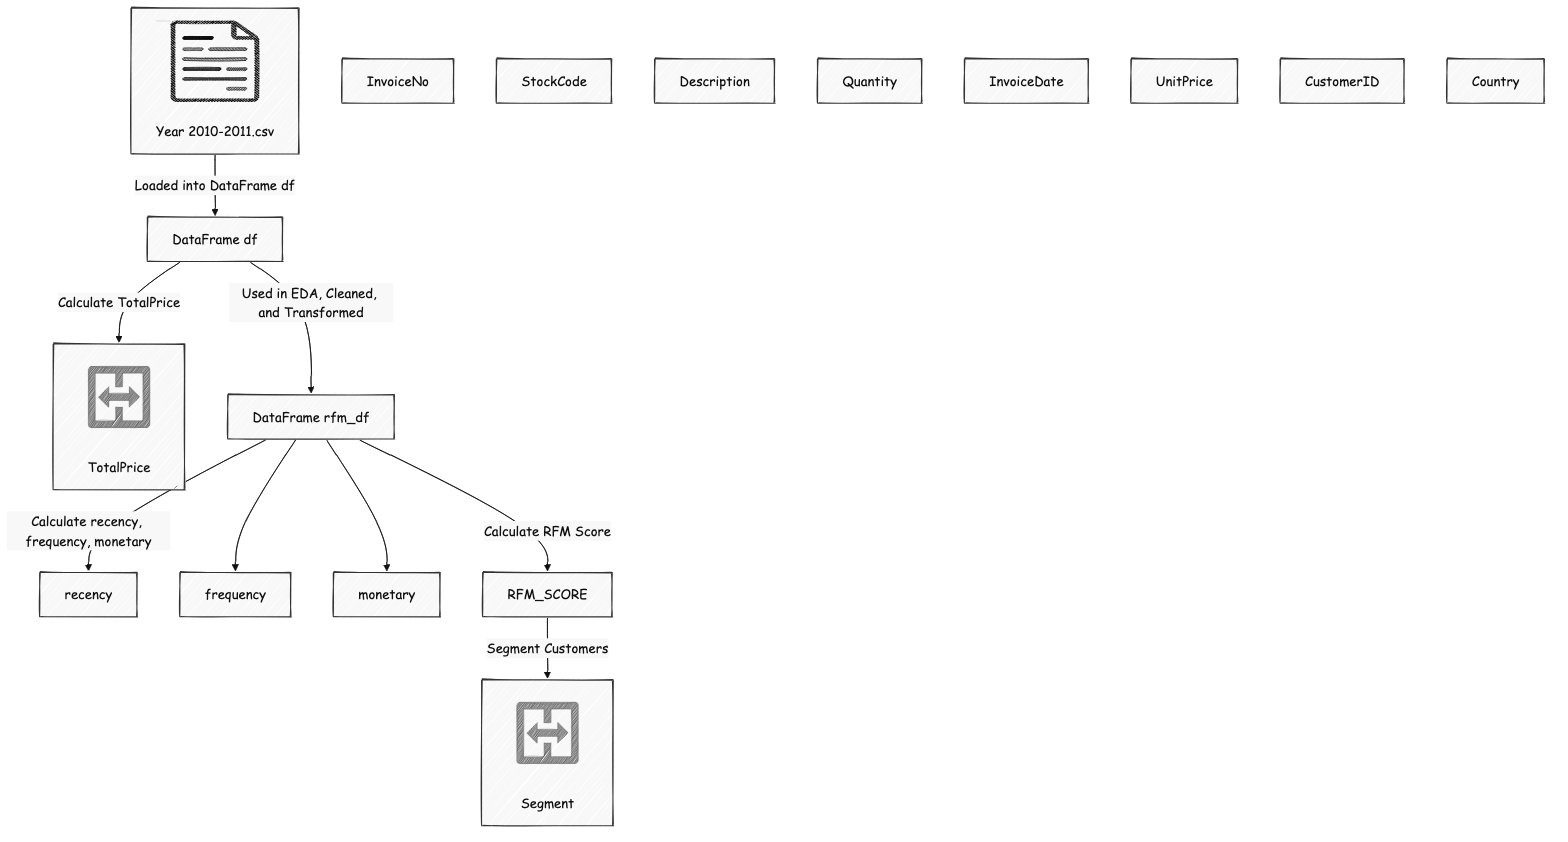 Year 2010-2011.csv
InvoiceNo
StockCode
Description
Quantity
InvoiceDate
UnitPrice
CustomerID
Country
Loaded into DataFrame df
DataFrame df
Calculate TotalPrice
Used in EDA, Cleaned,
and Transformed
TotalPrice
DataFrame rfm_df
Calculate recency,
frequency, monetary
Calculate RFM Score
recency
frequency
monetary
RFM_SCORE
Segment Customers
Segment